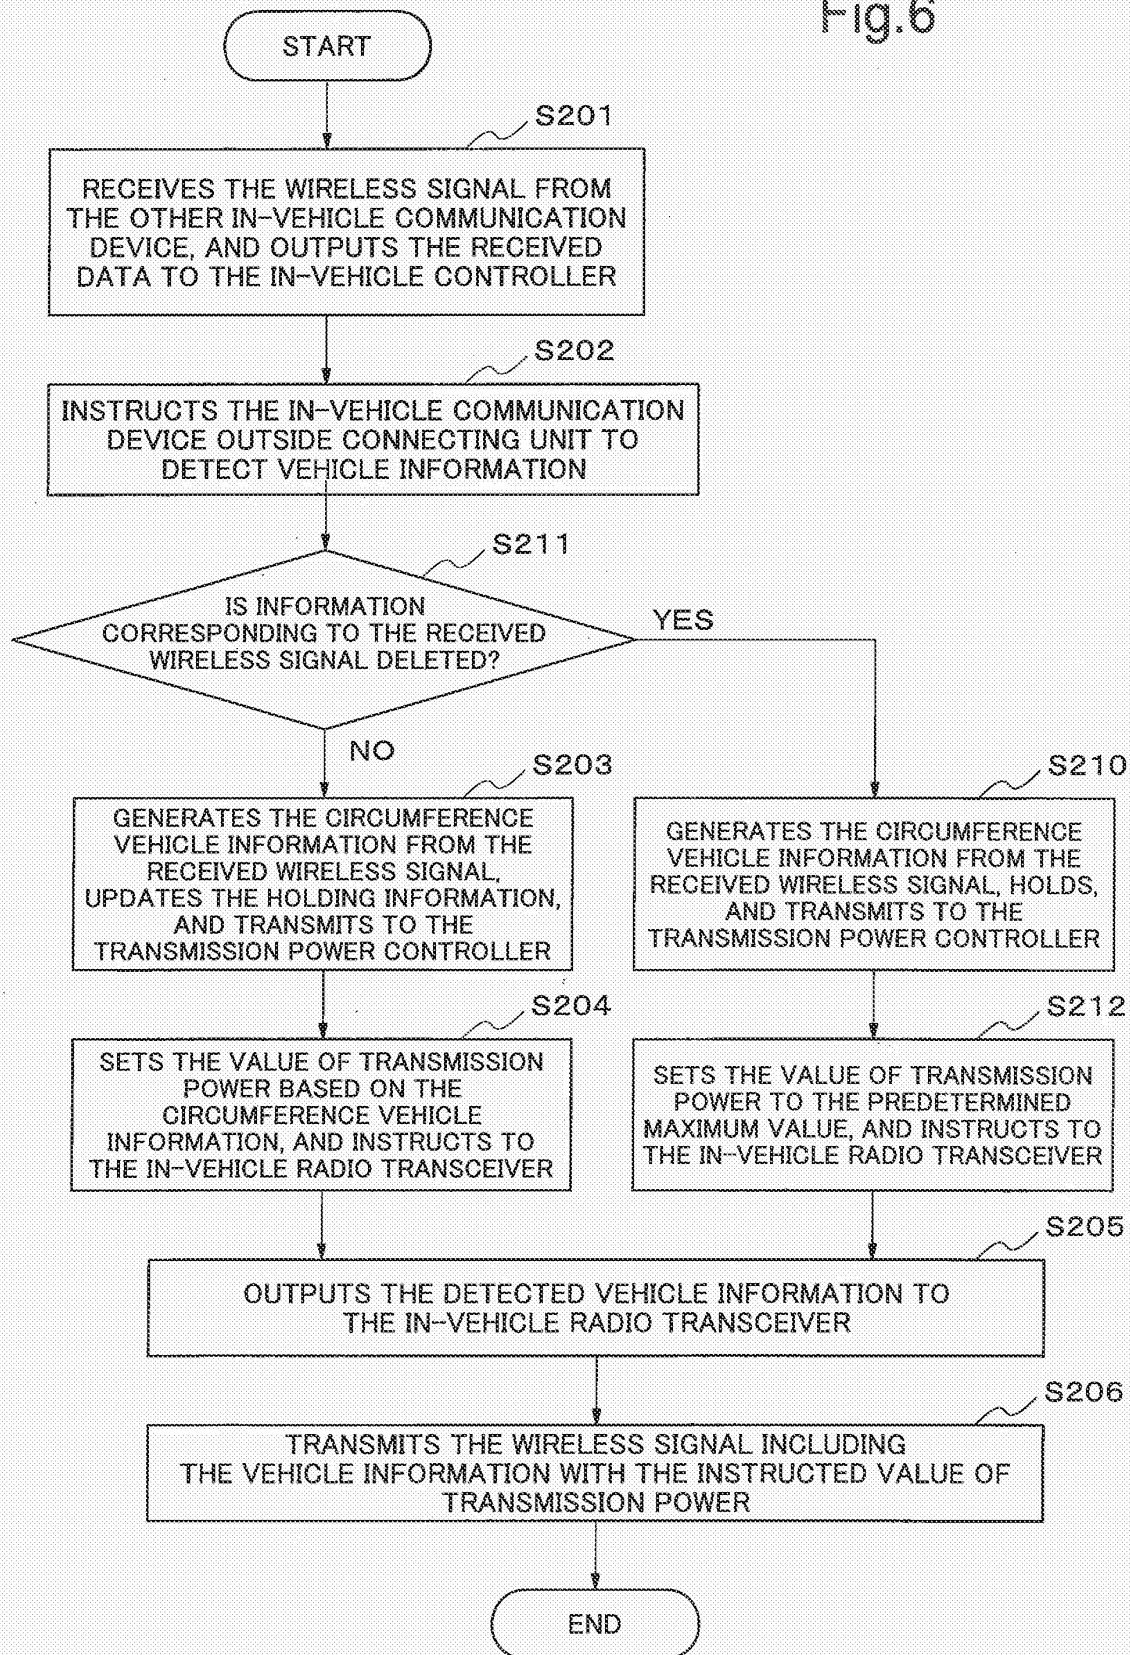 Fig.6
START
S201
RECEIVES THE WIRELESS SIGNAL FROM
THE OTHER IN-VEHICLE COMMUNICATION
DEVICE, AND OUTPUTS THE RECEIVED
DATA TO THE IN-VEHICLE CONTROLLER
S202
INSTRUCTS THE IN-VEHICLE COMMUNICATION
DEVICE OUTSIDE CONNECTING UNIT TO
DETECT VEHICLE INFORMATION
S211
IS INFORMATION
CORRESPONDING TO THE RECEIVED
WIRELESS SIGNAL DELETED?
YES
NO
S203
GENERATES THE CIRCUMFERENCE
VEHICLE INFORMATION FROM THE
RECEIVED WIRELESS SIGNAL,
UPDATES THE HOLDING INFORMATION,
AND TRANSMITS TO THE
TRANSMISSION POWER CONTROLLER
S210
GENERATES THE CIRCUMFERENCE
VEHICLE INFORMATION FROM THE
RECEIVED WIRELESS SIGNAL, HOLDS,
AND TRANSMITS TO THE
TRANSMISSION POWER CONTROLLER
S204
SETS THE VALUE OF TRANSMISSION
POWER BASED ON THE
CIRCUMFERENCE VEHICLE
INFORMATION, AND INSTRUCTS TO
THE IN-VEHICLE RADIO TRANSCEIVER
S212
SETS THE VALUE OF TRANSMISSION
POWER TO THE PREDETERMINED
MAXIMUM VALUE, AND INSTRUCTS TO
THE IN-VEHICLE RADIO TRANSCEIVER
S205
OUTPUTS THE DETECTED VEHICLE INFORMATION TO
THE IN-VEHICLE RADIO TRANSCEIVER
S206
TRANSMITS THE WIRELESS SIGNAL INCLUDING
THE VEHICLE INFORMATION WITH THE INSTRUCTED VALUE OF
TRANSMISSION POWER
END